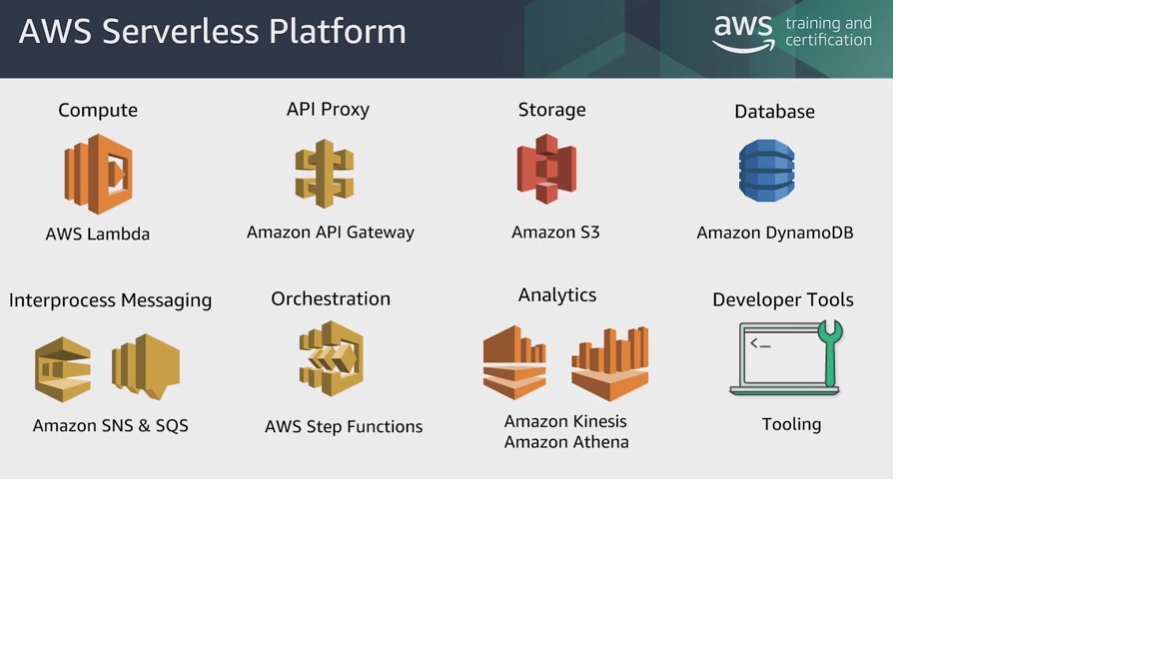 AWS Serverless Platform
aws training and
certification
Compute
API Proxy
Storage
Database
AWS Lambda
Amazon API Gateway
Amazon S3
Amazon DynamoDB
Interprocess Messaging
Orchestration
Analytics
Developer Tools
<_
Amazon SNS & SQS
AWS Step Functions
Amazon Kinesis
Amazon Athena
Tooling